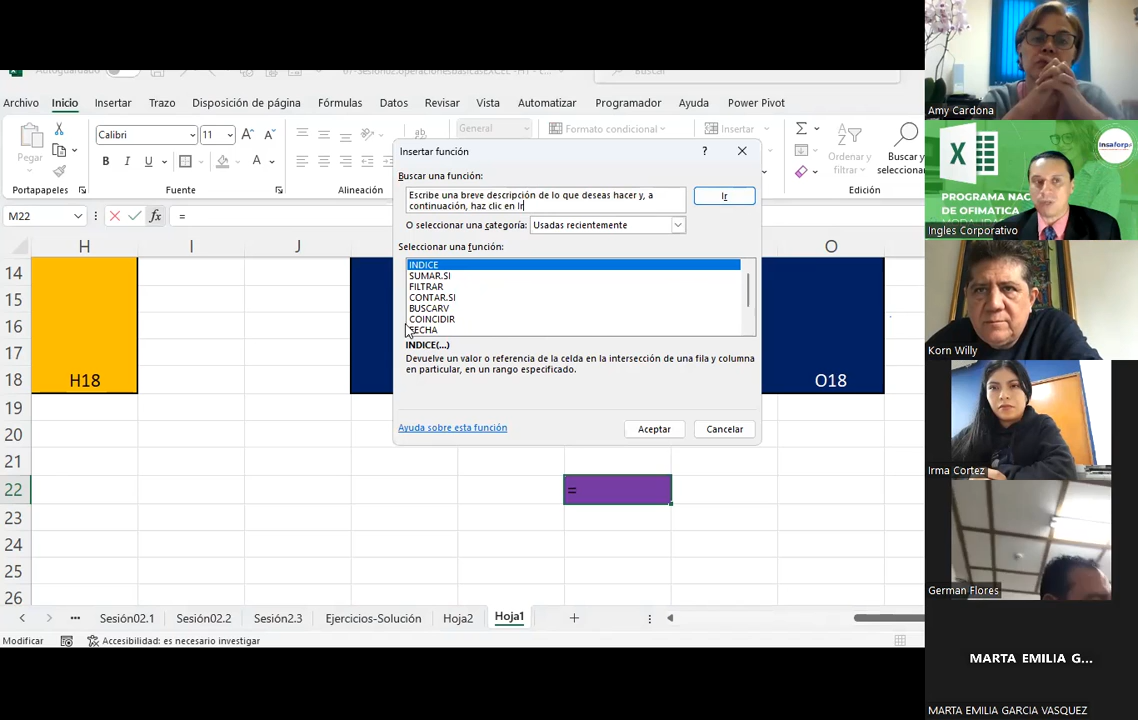 Autoguardado
Buscar
Archivo
Inicio
Insertar
Trazo
Disposición de página
Fórmulas
Datos
Revisar
Vista
Automatizar
Programador
Ayuda
Power Pivot
Pegar
Calibri
11
General
Formato condicional
Insertar
Ordenar y
filtrar
Buscar y
seleccionar
Portapapeles
Fuente
Alineación
M22
fx
=
Insertar función
?
Buscar una función:
Escribe una breve descripción de lo que deseas hacer y, a
continuación, haz clic en Ir
Ir
O seleccionar una categoría:
Usadas recientemente
Seleccionar una función:
INDICE
SUMAR.SI
FILTRAR
CONTAR.SI
BUSCARV
COINCIDIR
FECHA
INDICE(...)
Devuelve un valor o referencia de la celda en la intersección de una fila y columna
en particular, en un rango especificado.
Ayuda sobre esta función
Aceptar
Cancelar
H
I
J
O
14
15
16
17
18
H18
O18
19
20
21
22
=
23
24
25
26
Sesión02.1
Sesión02.2
Sesión2.3
Ejercicios-Solución
Hoja2
Hoja1
Modificar
Accesibilidad: es necesario investigar
Amy Cardona
insaforp
PROGRAMA NAC
DE OFIMATICA
Ingles Corporativo
Korn Willy
Irma Cortez
German Flores
MARTA EMILIA G...
MARTA EMILIA GARCIA VASQUEZ